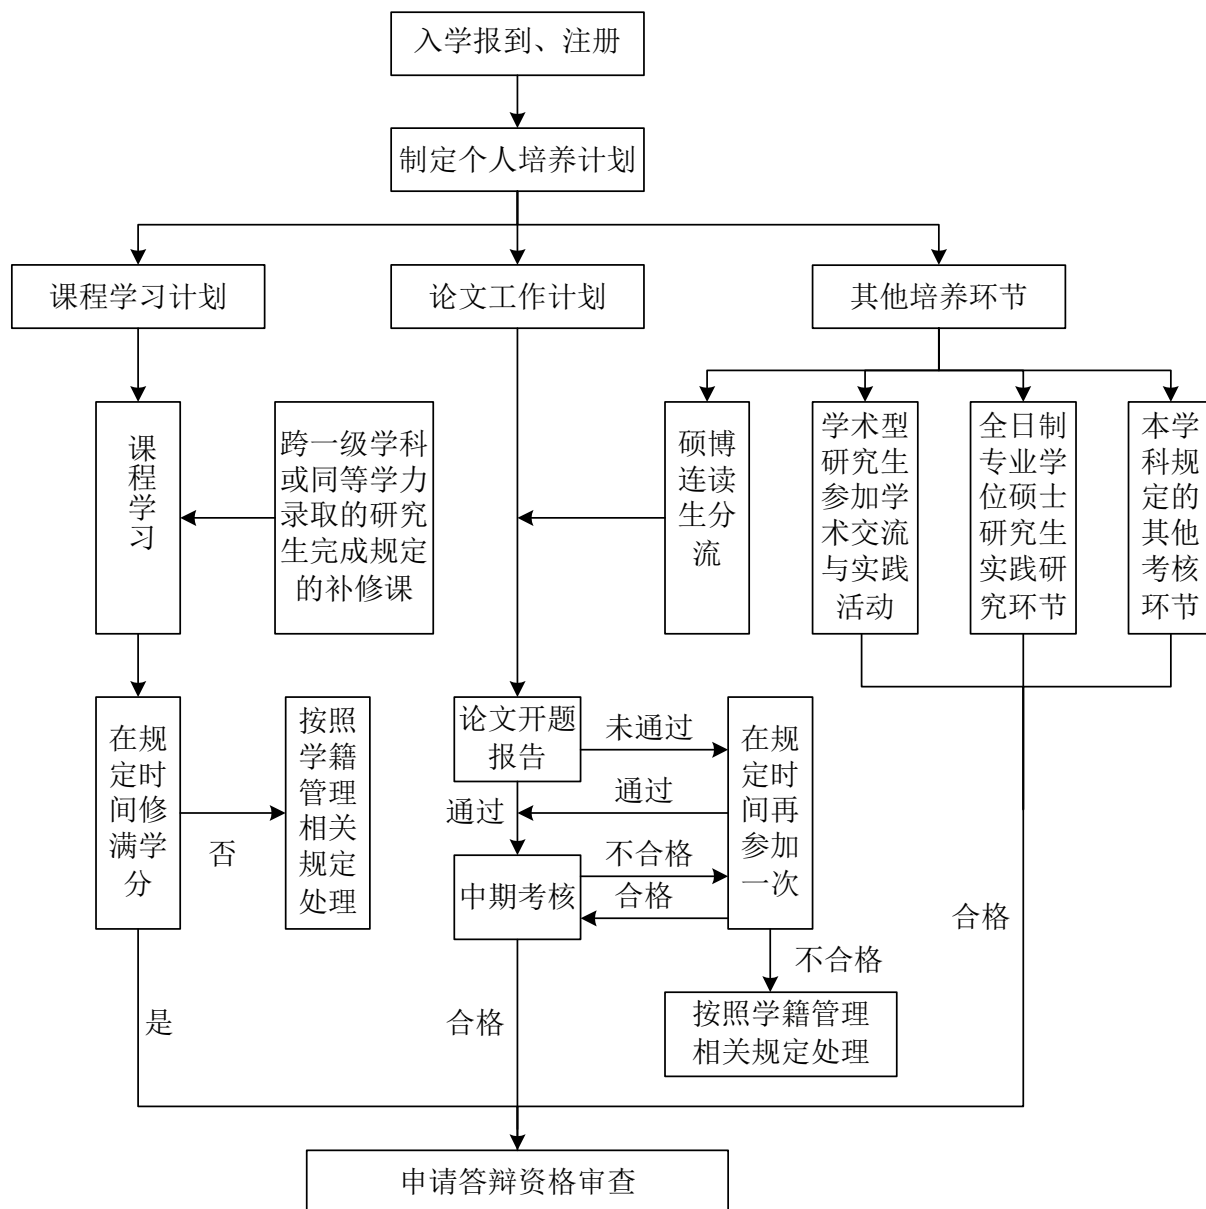 入学报到、注册
制定个人培养计划
课程学习计划
论文工作计划
其他培养环节
课
程
学
习
跨一级学科
或同等学力
录取的研究
生完成规定
的补修课
硕博
连读
生分
流
学术型
研究生
参加学
术交流
与实践
活动
全日制
专业学
位硕士
研究生
实践研
究环节
本学
科规
定的
其他
考核
环节
在规
定时
间修
满学
分
否
按照
学籍
管理
相关
规定
处理
论文开题
报告
未通过
通过
通过
在规
定时
间再
参加
一次
中期考核
不合格
合格
不合格
按照学籍管理
相关规定处理
合格
是
合格
申请答辩资格审查